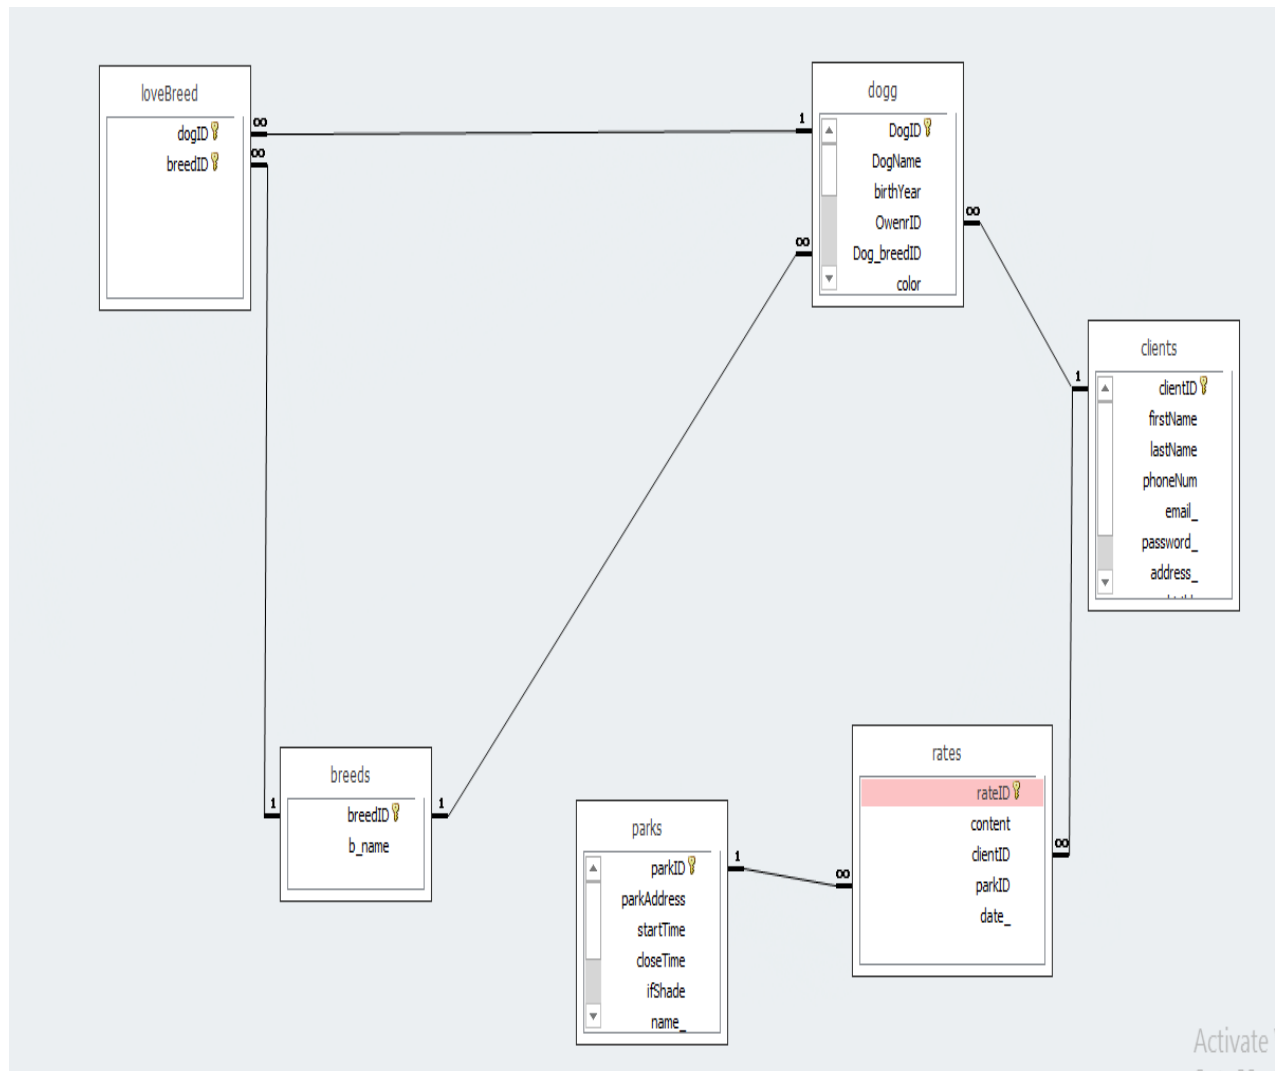 loveBreed
dogID
breedID
∞
∞
dogg
DogID
DogName
birthYear
OwenrID
Dog_breedID
color
1
∞
∞
clients
clientID
firstName
lastName
phoneNum
email_
password_
address_
1
breeds
breedID
b_name
1
1
parks
parkID
parkAddress
startTime
closeTime
ifShade
name_
1
rates
rateID
content
clientID
parkID
date_
∞
∞
Activate